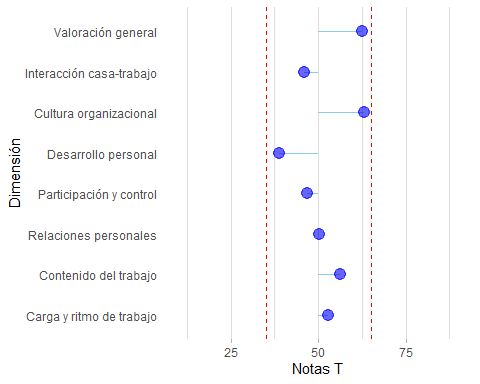 Valoración general
Interacción casa-trabajo
Cultura organizacional
Desarrollo personal
Participación y control
Relaciones personales
Contenido del trabajo
Carga y ritmo de trabajo
Dimensión
25 50 75
Notas T